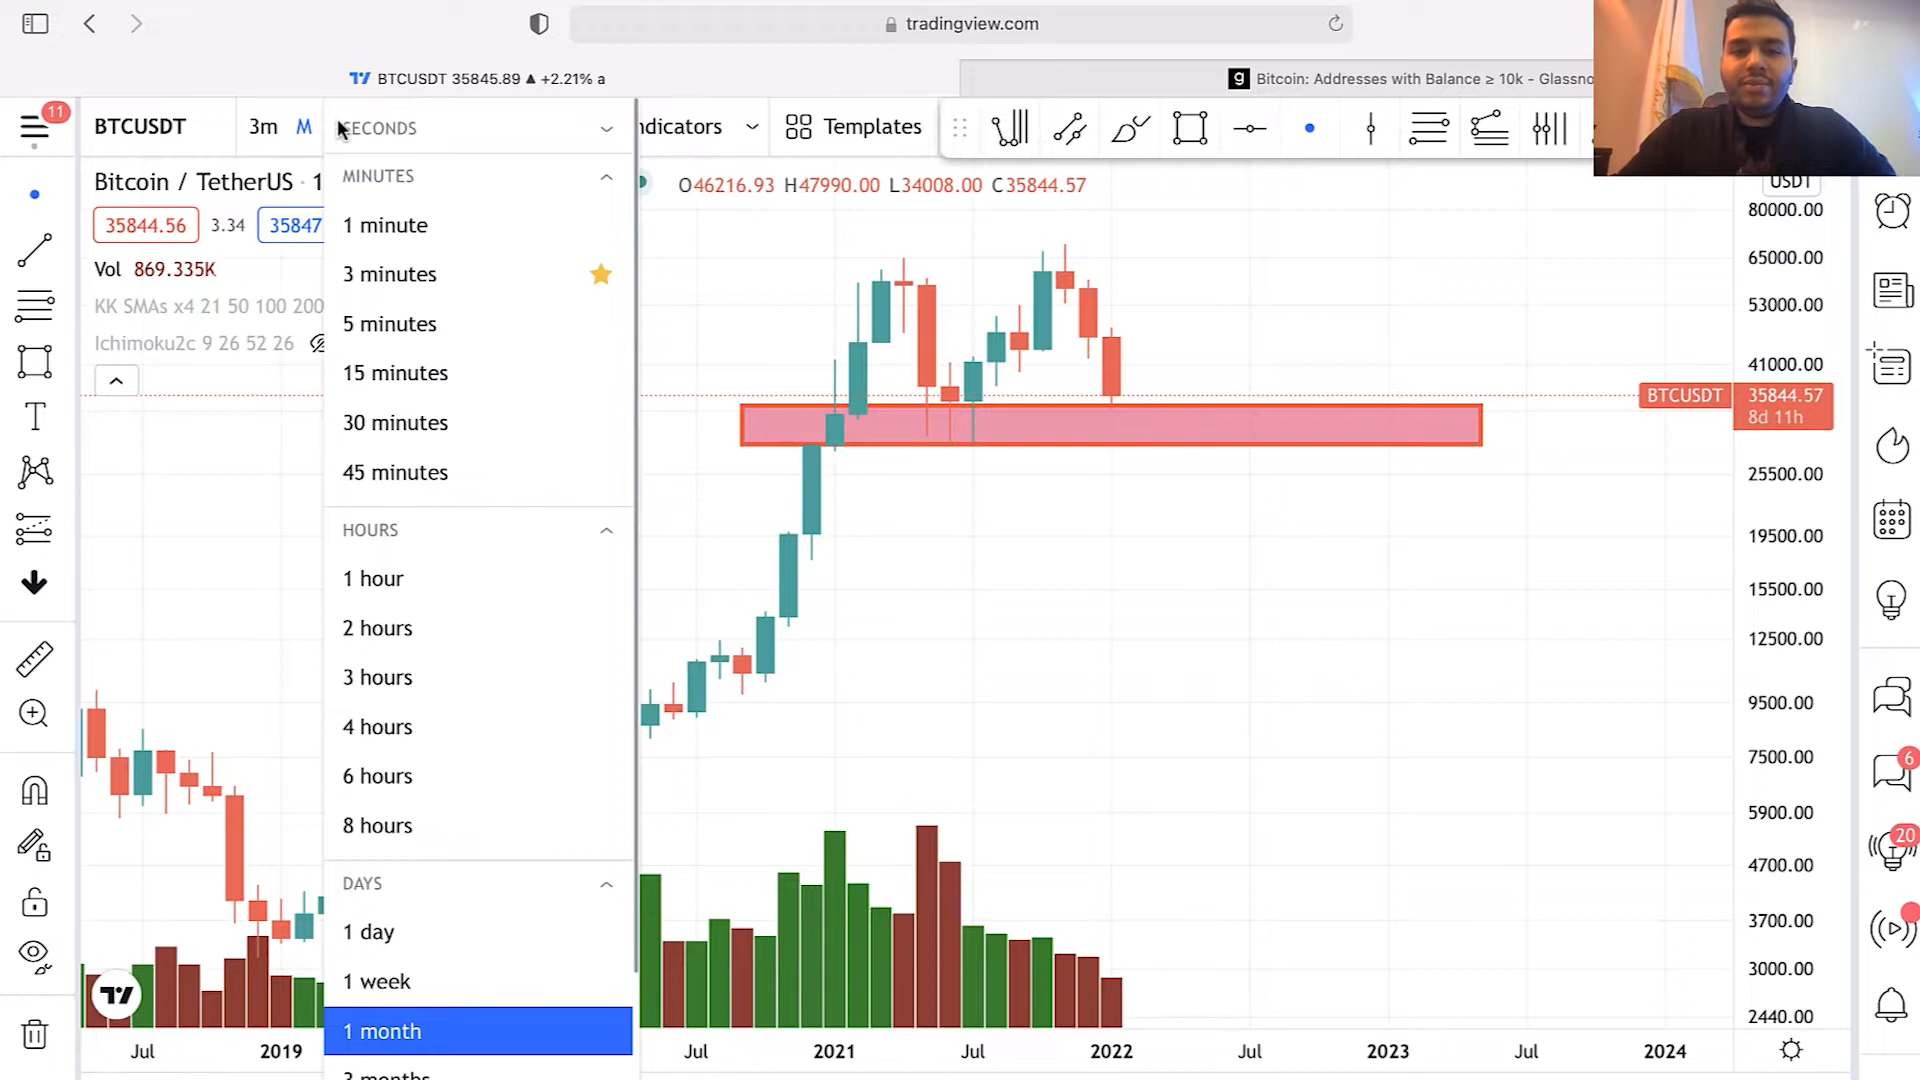 tradingview.com
BTCUSDT 35845.89 ▲ +2.21% a
g Bitcoin: Addresses with Balance ≥ 10k - Glassno
11
BTCUSDT
3m
M
ndicators
Templates
Bitcoin / TetherUS · 1
O46216.93 H47990.00 L34008.00 C35844.57
35844.56
3.34
35847
Vol 869.335K
KK SMAs x4 21 50 100 200
Ichimoku2c 9 26 52 26
SECONDS
MINUTES
1 minute
3 minutes
5 minutes
15 minutes
30 minutes
45 minutes
HOURS
1 hour
2 hours
3 hours
4 hours
6 hours
8 hours
DAYS
1 day
1 week
1 month
3 months
USDT
80000.00
65000.00
53000.00
41000.00
BTCUSDT
35844.57
8d 11h
25500.00
19500.00
15500.00
12500.00
9500.00
7500.00
5900.00
4700.00
3700.00
3000.00
2440.00
6
20
Jul
2019
Jul
2021
Jul
2022
Jul
2023
Jul
2024